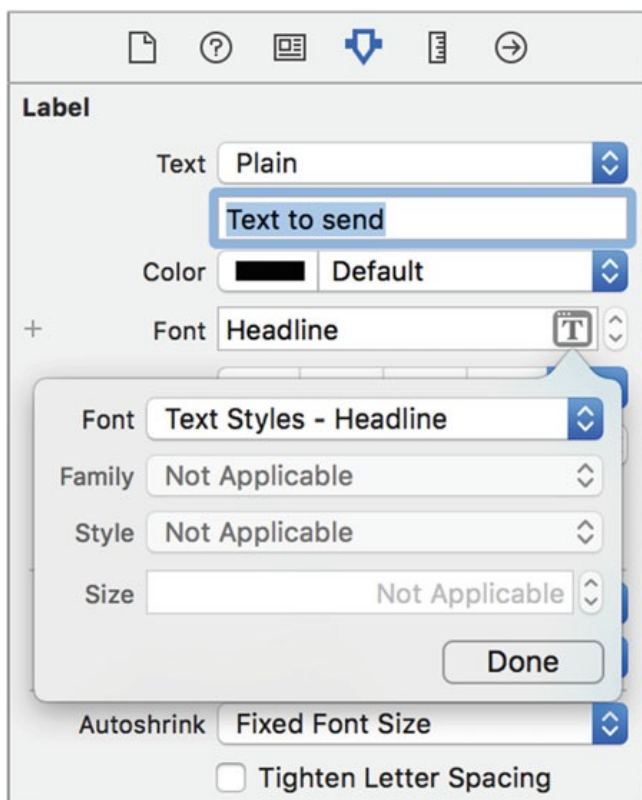 Label
Text Plain
Text to send
Color Default
Font Headline
T
Font Text Styles - Headline
Family Not Applicable
Style Not Applicable
Size Not Applicable
Done
Autoshrink Fixed Font Size
Tighten Letter Spacing